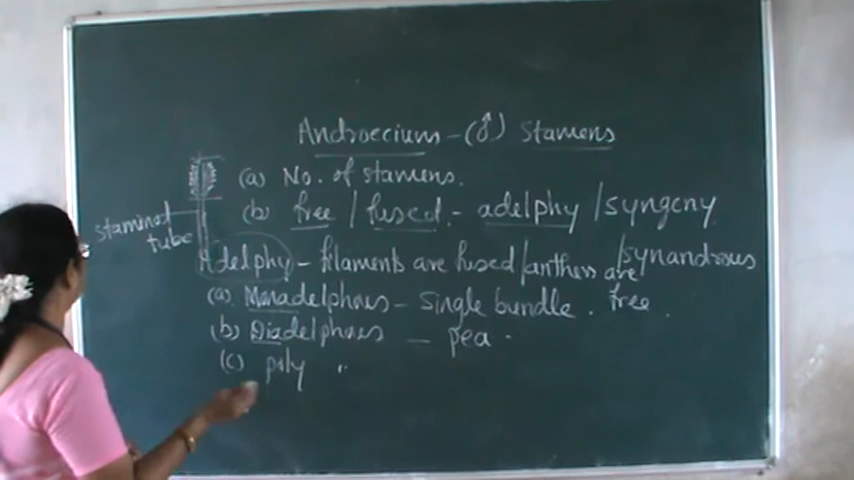 Androecium - (♂) stamens
(a) No. of stamens.
(b) free / fused. - adelphy / syngeny
/ synandrous
staminal tube
Adelphy - filaments are fused / anthers are free.
(a). Monadelphous - single bundle.
(b) Diadelphous - pea -
(c) poly "